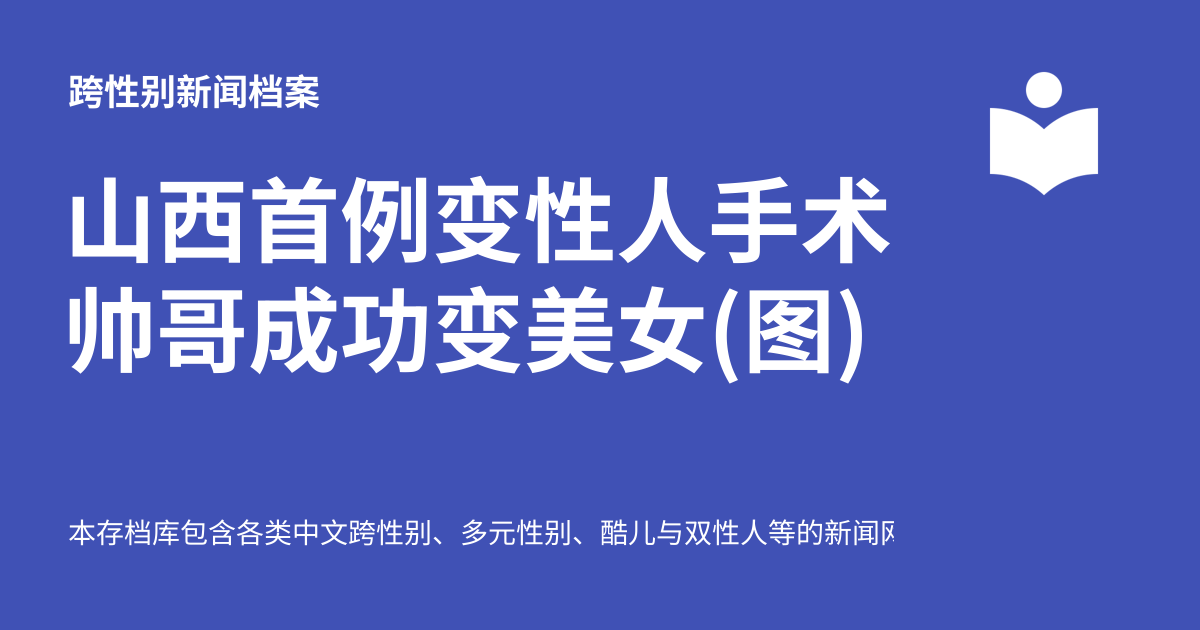 跨性别新闻档案
山西首例变性人手术
帅哥成功变美女(图)
本存档库包含各类中文跨性别、多元性别、酷儿与双性人等的新闻